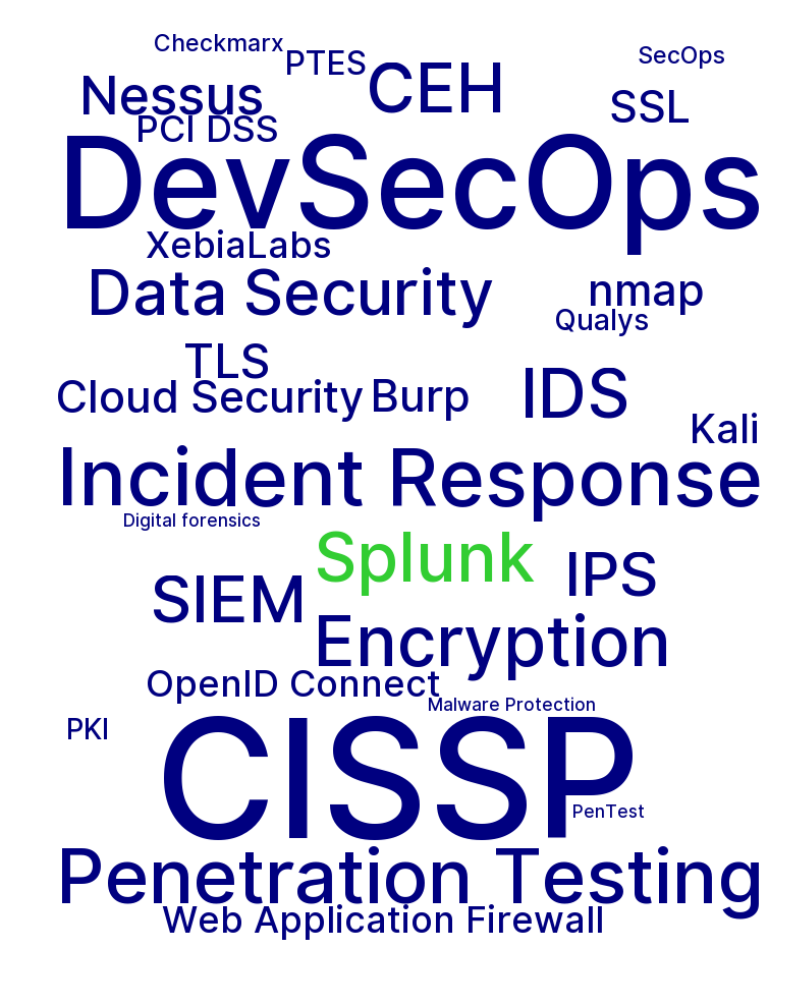 Checkmarx
PTES
SecOps
CEH
Nessus
SSL
PCI DSS
DevSecOps
XebiaLabs
Data Security
nmap
Qualys
TLS
Cloud Security
Burp
IDS
Kali
Incident Response
Digital forensics
Splunk
IPS
SIEM
Encryption
OpenID Connect
Malware Protection
PKI
CISSP
PenTest
Penetration Testing
Web Application Firewall